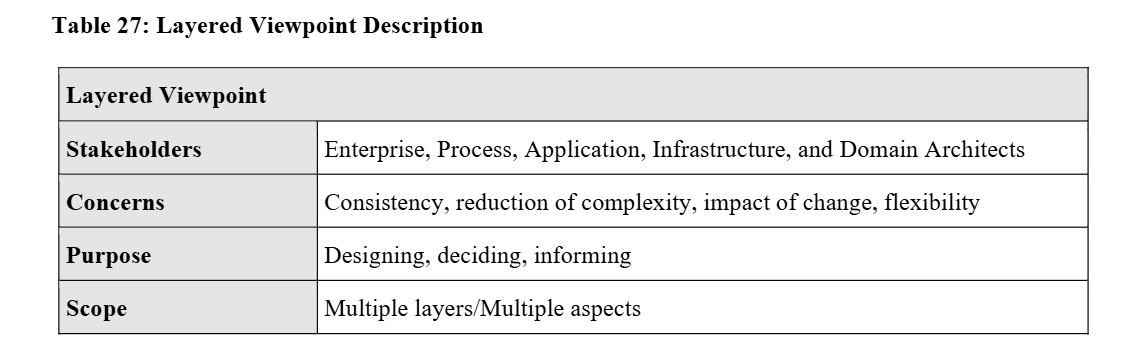 Table 27: Layered Viewpoint Description
Layered Viewpoint
Stakeholders Enterprise, Process, Application, Infrastructure, and Domain Architects
Concerns Consistency, reduction of complexity, impact of change, flexibility
Purpose Designing, deciding, informing
Scope Multiple layers/Multiple aspects